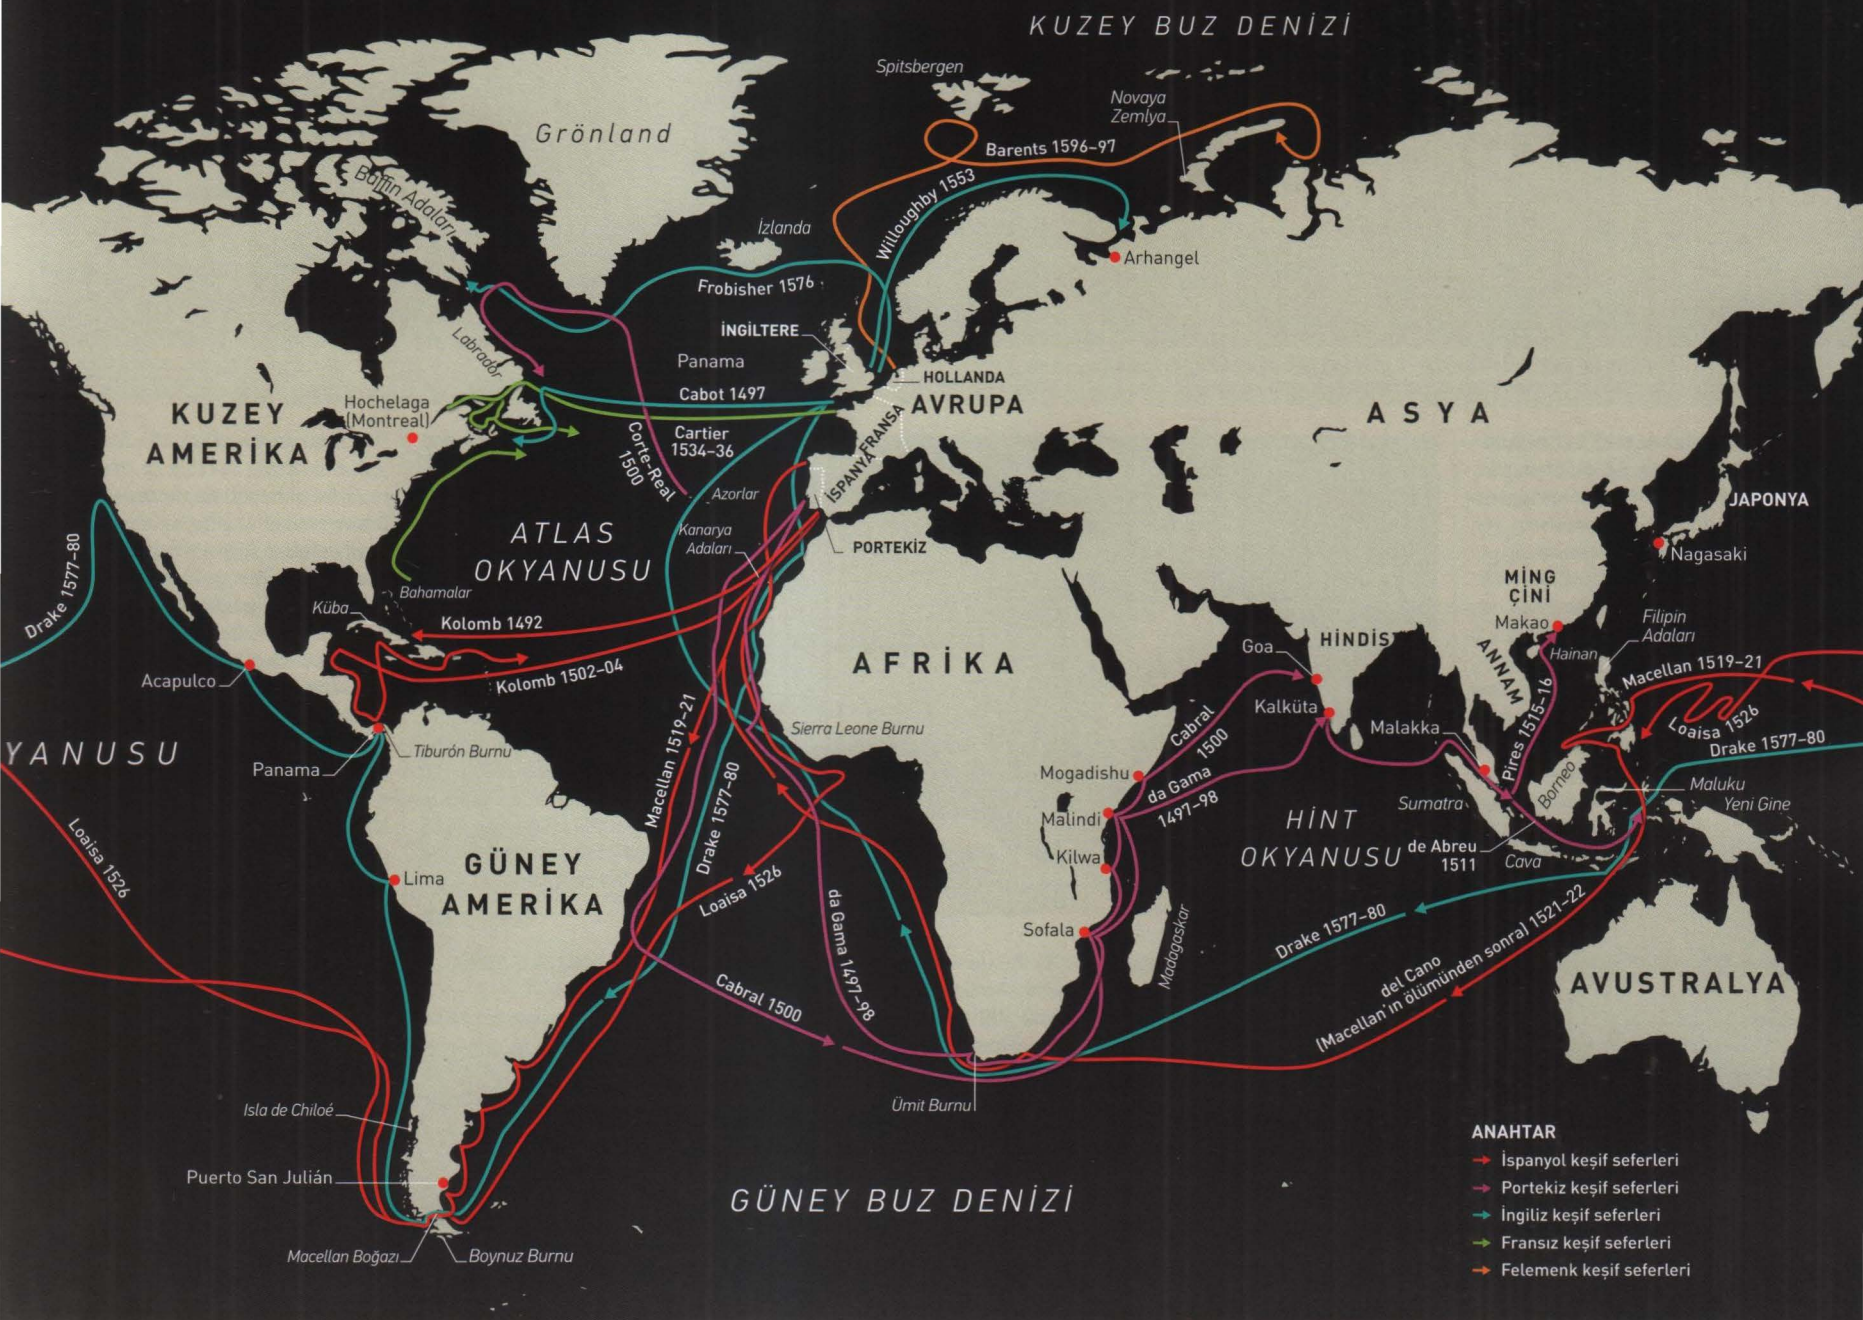 KUZEY BUZ DENİZİ
Spitsbergen
Novaya
Zemlya
Grönland
Barents 1596–97
Baffin Adaları
Willoughby 1553
İzlanda
Arhangel
Frobisher 1576
İNGİLTERE
Labrador
Panama
HOLLANDA
Cabot 1497
AVRUPA
Hochelaga
(Montreal)
KUZEY
AMERİKA
ASYA
FRANSA
Cartier
1534–36
Corte-Real
1500
İSPANYA
Azorlar
JAPONYA
ATLAS
OKYANUSU
Kanarya
Adaları
PORTEKİZ
Nagasaki
Drake 1577–80
MİNG
ÇİNİ
Bahamalar
Küba
Kolomb 1492
Makao
Filipin
Adaları
Goa
HİNDİS
Hainan
ANNAM
AFRİKA
Acapulco
Kolomb 1502–04
Macellan 1519–21
Kalküta
Malakka
Pires 1515–16
Loaisa 1526
Drake 1577–80
Sierra Leone Burnu
Cabral
1500
YANUSU
Tiburón Burnu
Panama
Macellan 1519–21
Drake 1577–80
Mogadishu
da Gama
1497–98
Borneo
Maluku
Yeni Gine
Sumatra
Malindi
HİNT
OKYANUSU
de Abreu
1511
Cava
Kilwa
Loaisa 1526
Lima
GÜNEY
AMERİKA
Loaisa 1526
da Gama 1497–98
Sofala
Madagaskar
Drake 1577–80
del Cano
(Macellan'ın ölümünden sonra) 1521–22
AVUSTRALYA
Cabral 1500
Ümit Burnu
Isla de Chiloé
Puerto San Julián
GÜNEY BUZ DENİZİ
Macellan Boğazı
Boynuz Burnu
ANAHTAR
İspanyol keşif seferleri
Portekiz keşif seferleri
İngiliz keşif seferleri
Fransız keşif seferleri
Felemenk keşif seferleri